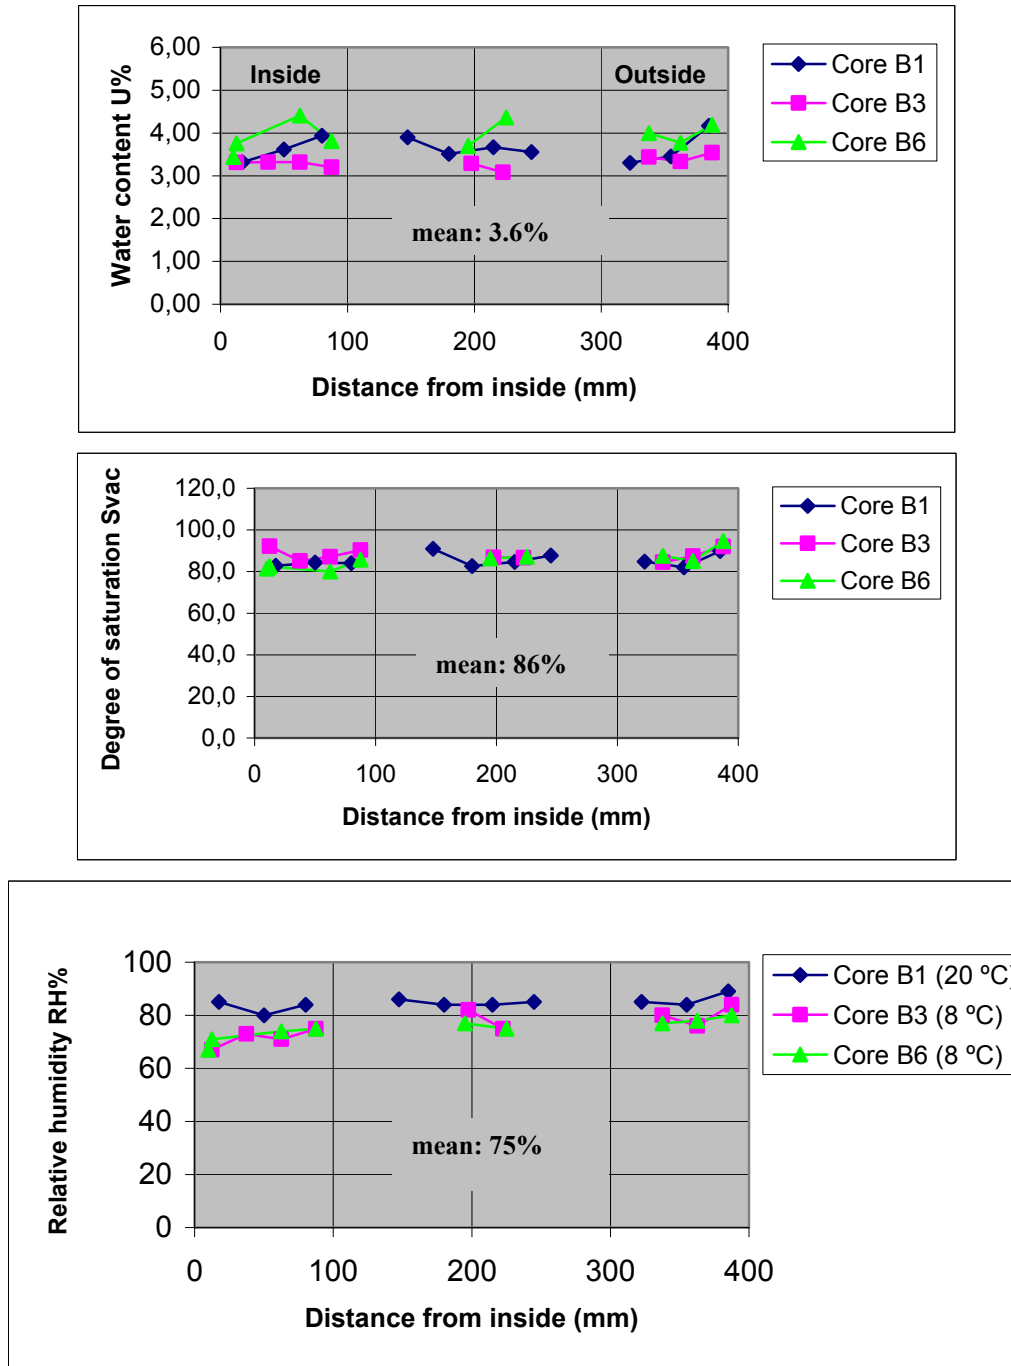 6,00
5,00
4,00
3,00
2,00
1,00
0,00
Water content U%
Inside
Outside
mean: 3.6%
0 100 200 300 400
Distance from inside (mm)
Core B1
Core B3
Core B6
120,0
100,0
80,0
60,0
40,0
20,0
0,0
Degree of saturation Svac
mean: 86%
0 100 200 300 400
Distance from inside (mm)
Core B1
Core B3
Core B6
100
80
60
40
20
0
Relative humidity RH%
mean: 75%
0 100 200 300 400
Distance from inside (mm)
Core B1 (20 ºC)
Core B3 (8 ºC)
Core B6 (8 ºC)